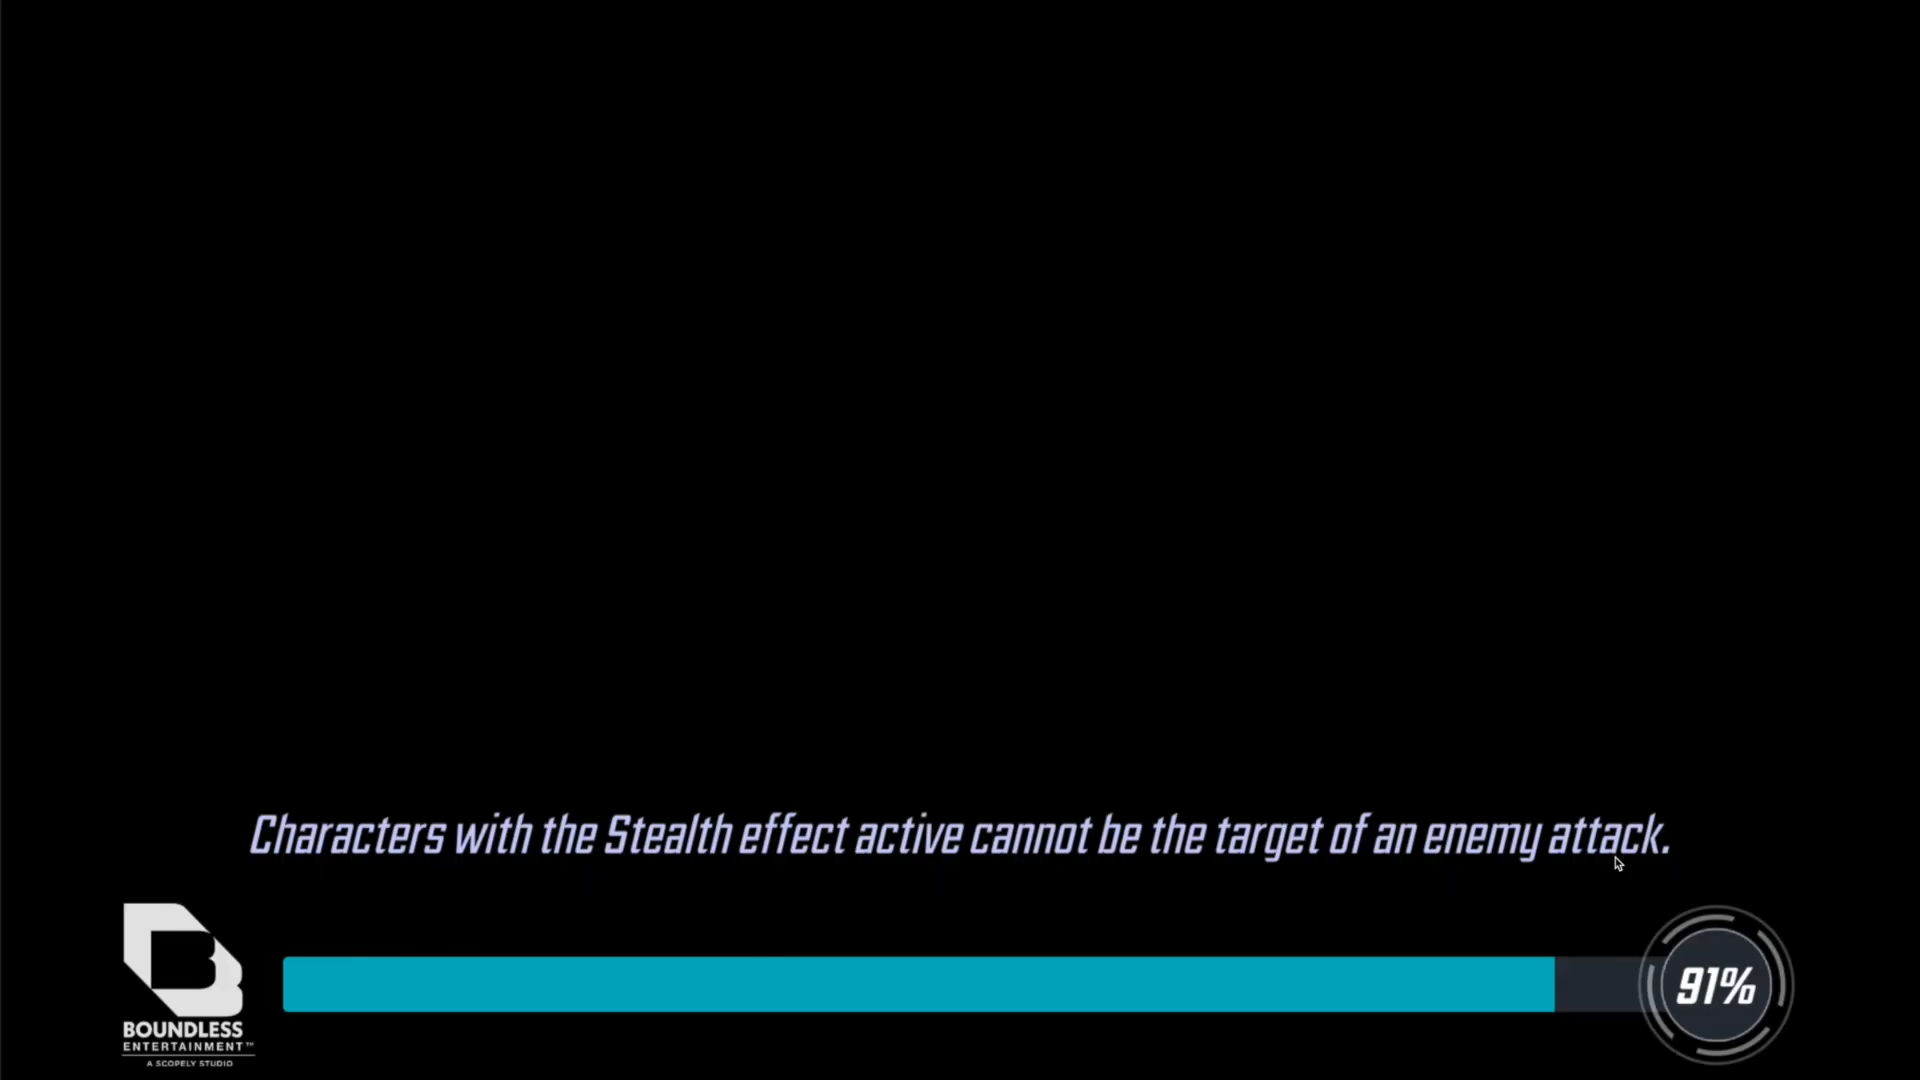 Characters with the Stealth effect active cannot be the target of an enemy attack.
91%
BOUNDLESS
ENTERTAINMENT™
A SCOPELY STUDIO